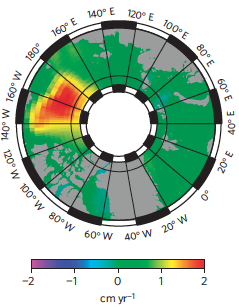 140° E
120° E
160° E
100° E
180°
80° E
160° W
60° E
140° W
40° E
120° W
20° E
100° W
0°
80° W
20° W
60° W
40° W
−2
−1
0
1
2
cm yr⁻¹